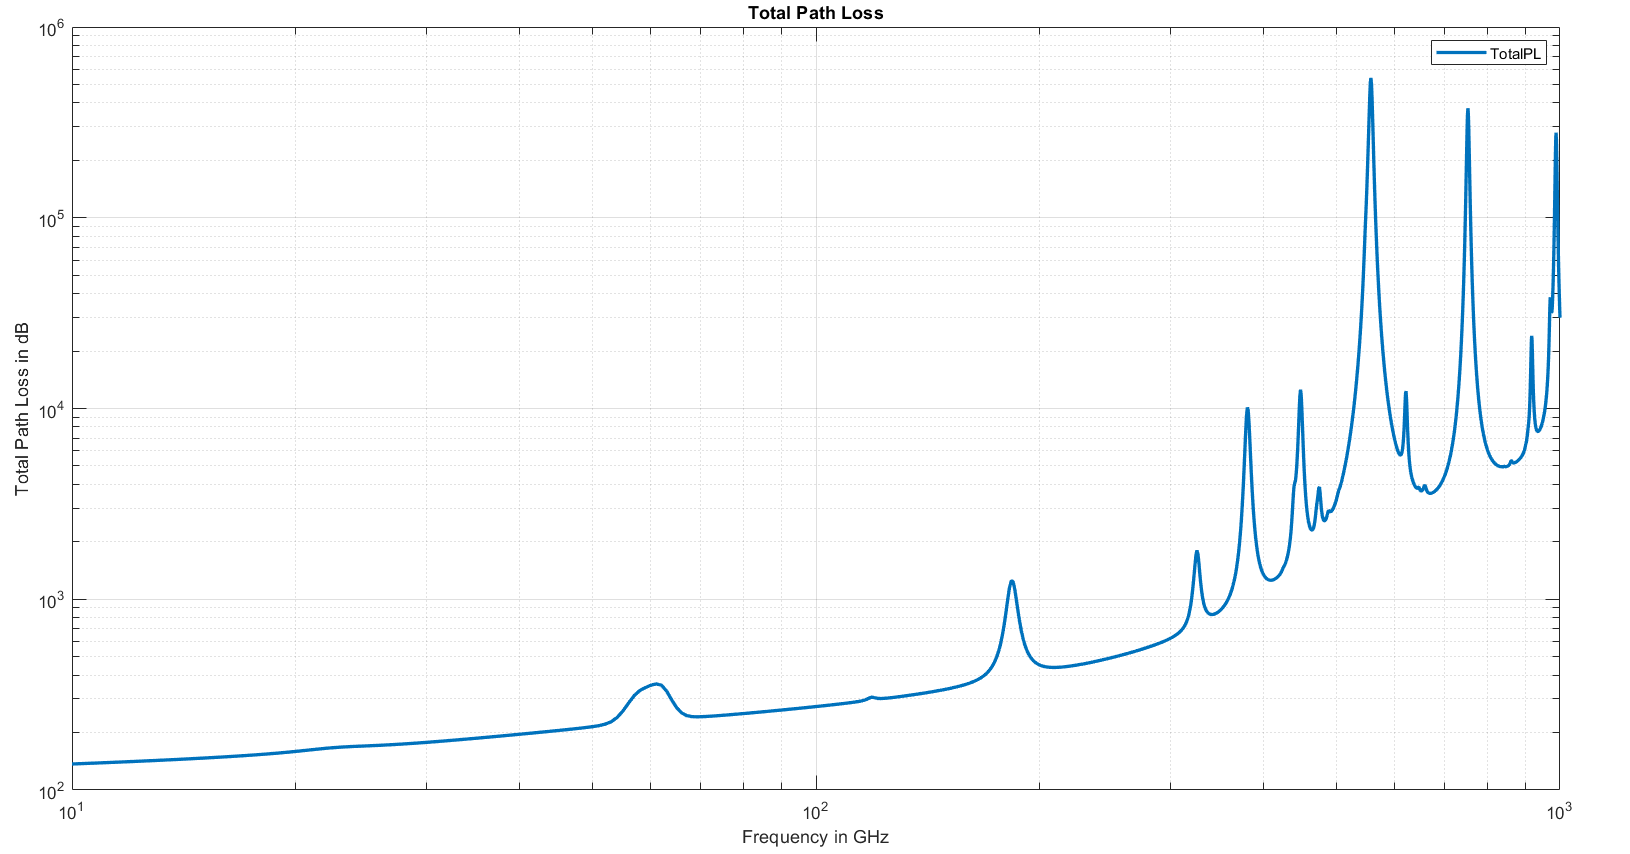 Total Path Loss
TotalPL
10^6
10^5
10^4
10^3
10^2
Total Path Loss in dB
10^1
10^2
10^3
Frequency in GHz